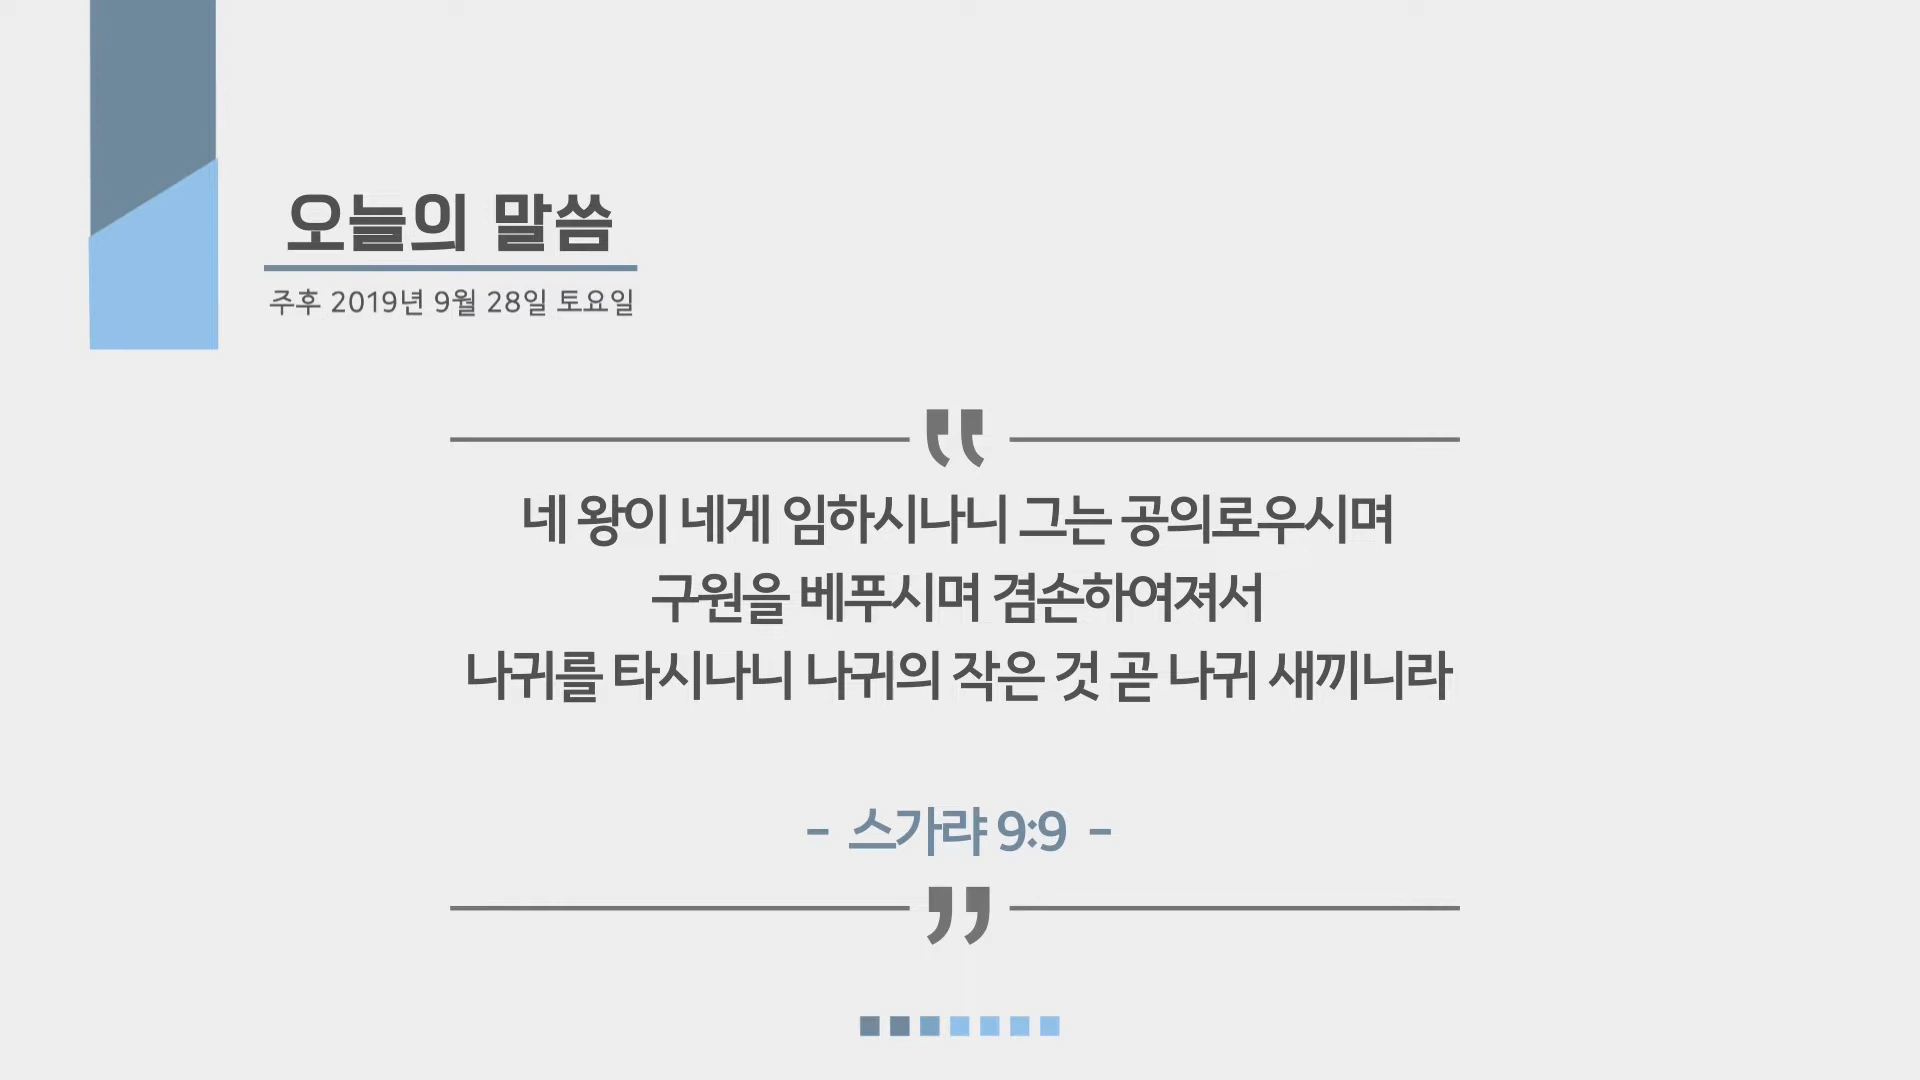 오늘의 말씀
주후 2019년 9월 28일 토요일
네 왕이 네게 임하시나니 그는 공의로우시며
구원을 베푸시며 겸손하여져서
나귀를 타시나니 나귀의 작은 것 곧 나귀 새끼니라
- 스가랴 9:9 -